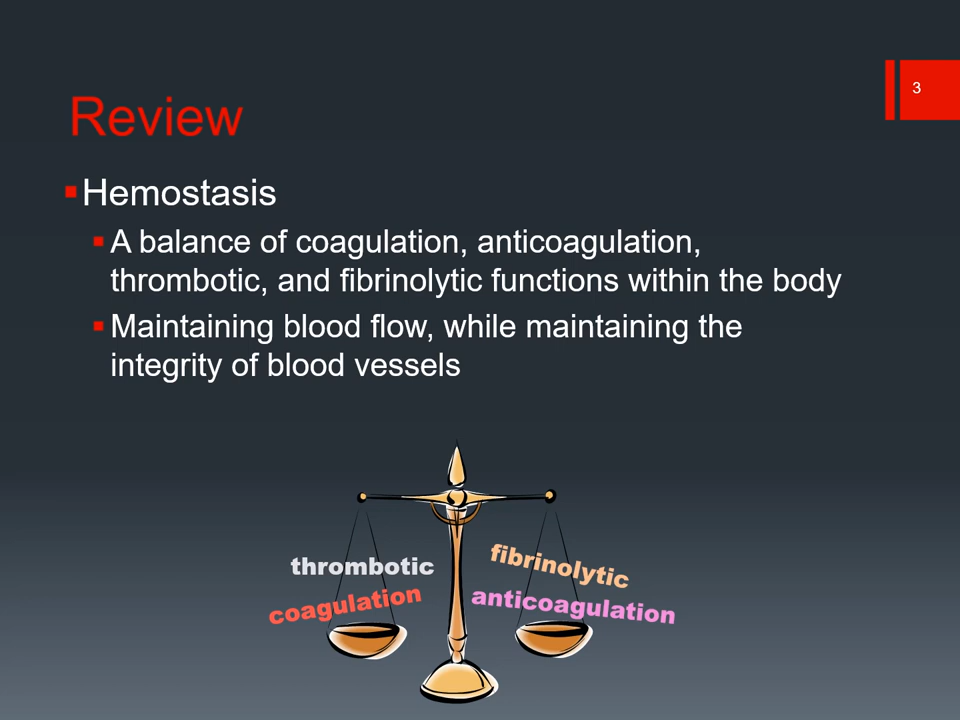 3
Review
Hemostasis
A balance of coagulation, anticoagulation,
thrombotic, and fibrinolytic functions within the body
Maintaining blood flow, while maintaining the
integrity of blood vessels
thrombotic
coagulation
fibrinolytic
anticoagulation